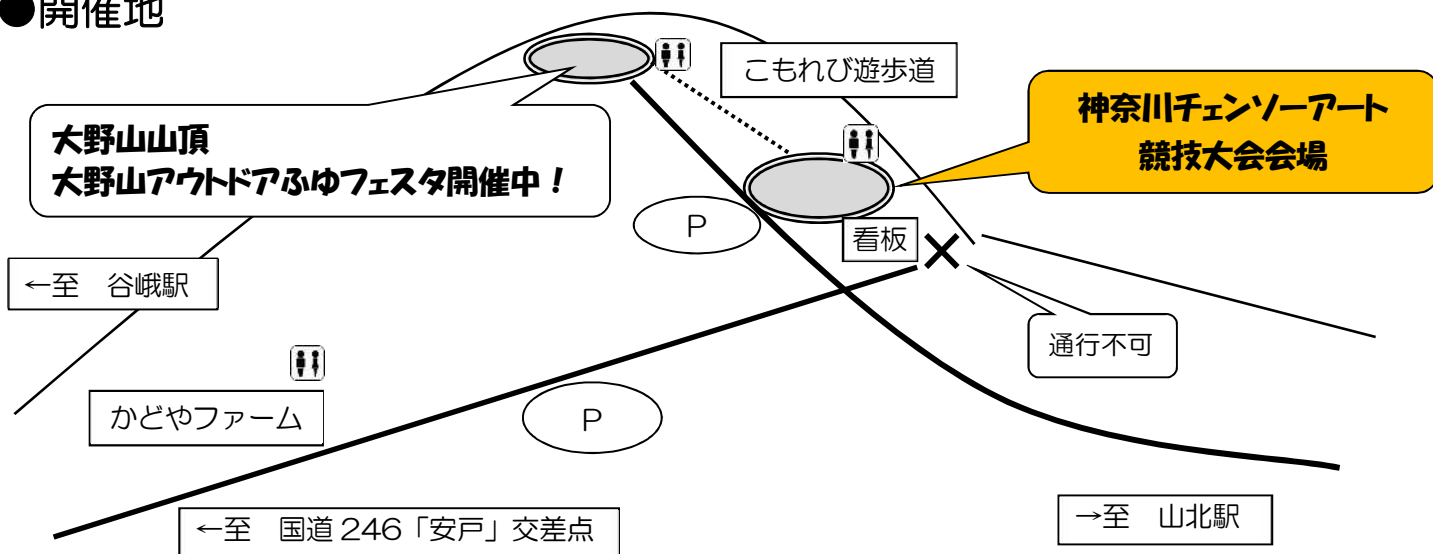 ●開催地
こもれび遊歩道
神奈川チェンソーアート
競技大会会場
大野山山頂
大野山アウトドアふゆフェスタ開催中！
P
看板
←至　谷峨駅
通行不可
かどやファーム
P
←至　国道 246「安戸」交差点
→至　山北駅